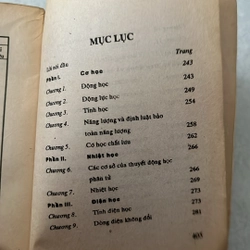 MỤC LỤC
Trang
Lời nói đầu 243
Phần I. Cơ học 243
Chương 1. Động học 249
Chương 2. Động lực học 254
Chương 3. Tĩnh học
Chương 4. Năng lượng và định luật bảo
toàn năng lượng 258
Chương 5. Cơ học chất lưu 262
Phần II. Nhiệt học 266
Chương 6. Các cơ sở của thuyết động học
phân tử 266
Chương 7. Nhiệt học 273
Phần III. Điện học 273
Chương 8. Tĩnh điện học 281
Chương 9. Dòng điện không đổi